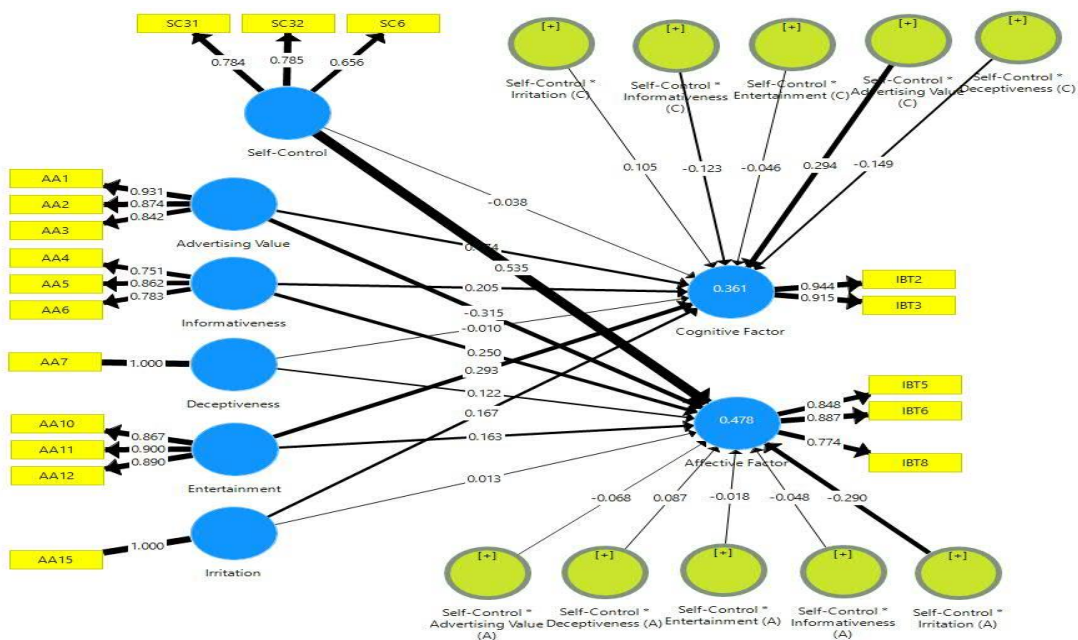 SC31
SC32
SC6
0.784
0.785
0.656
Self-Control
[+]
[+]
[+]
[+]
[+]
Self-Control *
Irritation (C)
Self-Control *
Informativeness
(C)
Self-Control *
Entertainment (C)
Self-Control *
Advertising Value
(C)
Self-Control *
Deceptiveness (C)
0.105
-0.123
-0.046
0.294
-0.149
AA1
AA2
AA3
0.931
0.874
0.842
Advertising Value
AA4
AA5
AA6
0.751
0.862
0.783
Informativeness
AA7
1.000
Deceptiveness
AA10
AA11
AA12
0.867
0.900
0.890
Entertainment
AA15
1.000
Irritation
-0.038
0.535
0.205
-0.315
-0.010
0.250
0.293
0.122
0.167
0.163
0.013
0.361
Cognitive Factor
0.944
0.915
IBT2
IBT3
0.478
Affective Factor
0.848
0.887
0.774
IBT5
IBT6
IBT8
-0.068
0.087
-0.018
-0.048
-0.290
[+]
[+]
[+]
[+]
[+]
Self-Control *
Advertising Value
(A)
Self-Control *
Deceptiveness (A)
Self-Control *
Entertainment (A)
Self-Control *
Informativeness
(A)
Self-Control *
Irritation (A)